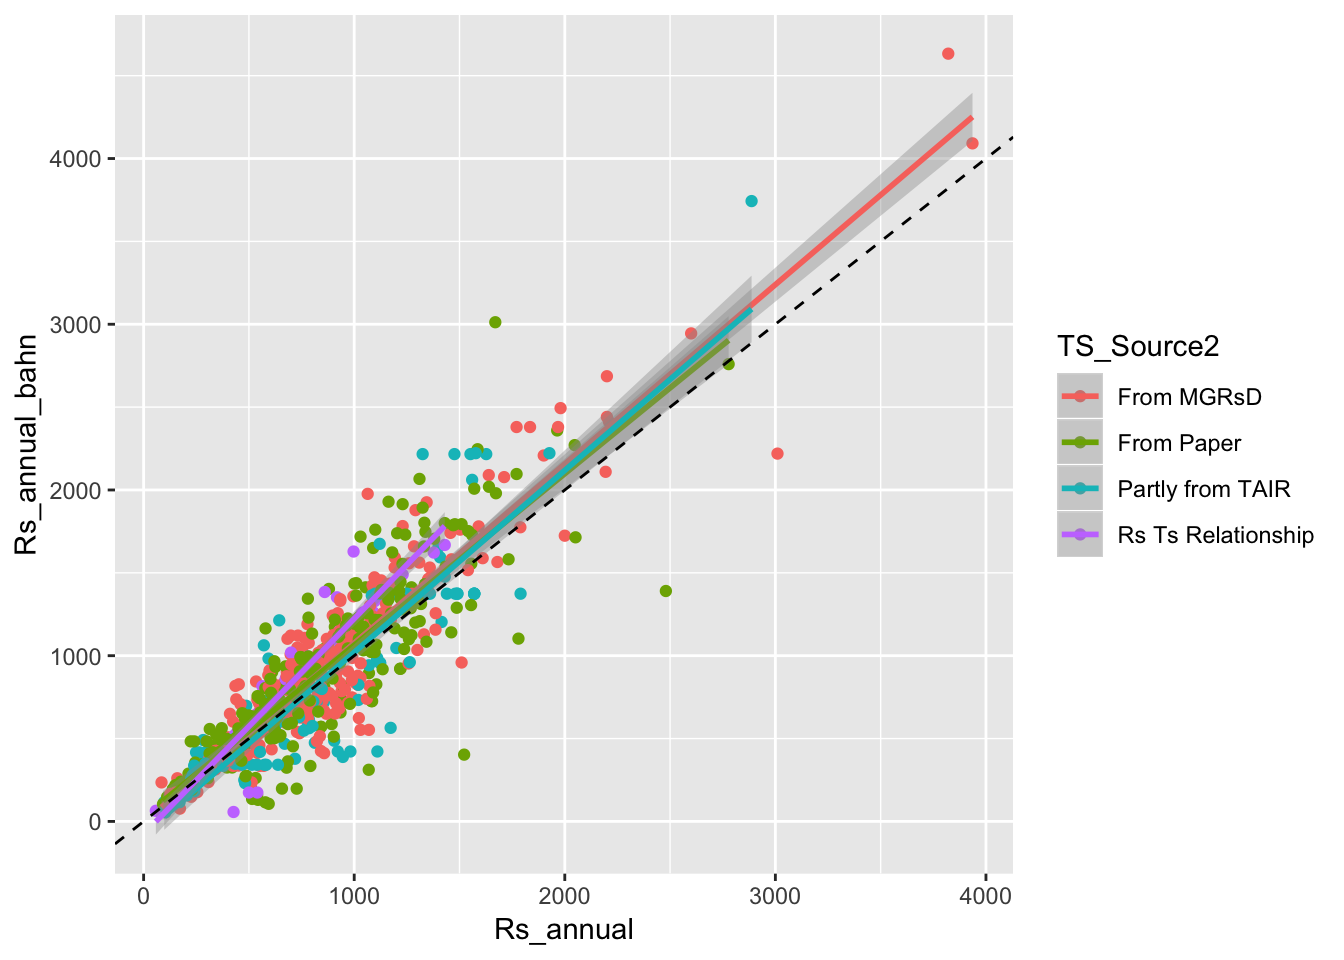 4000
3000
2000
1000
0
Rs_annual_bahn
0 1000 2000 3000 4000
Rs_annual
TS_Source2
From MGRsD
From Paper
Partly from TAIR
Rs Ts Relationship